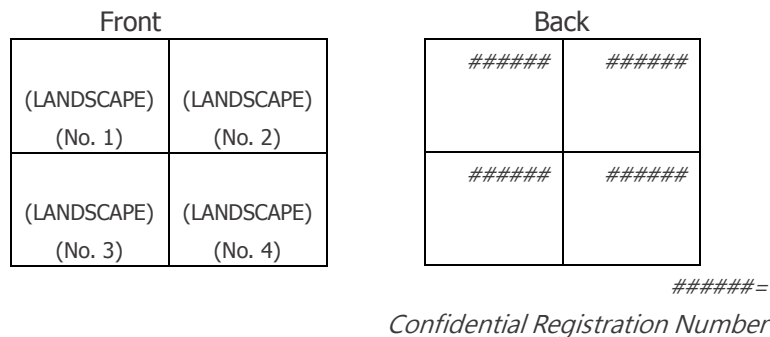 Front
Back
(LANDSCAPE)
(No. 1)
(LANDSCAPE)
(No. 2)
(LANDSCAPE)
(No. 3)
(LANDSCAPE)
(No. 4)
######
######
######
######
######=
Confidential Registration Number